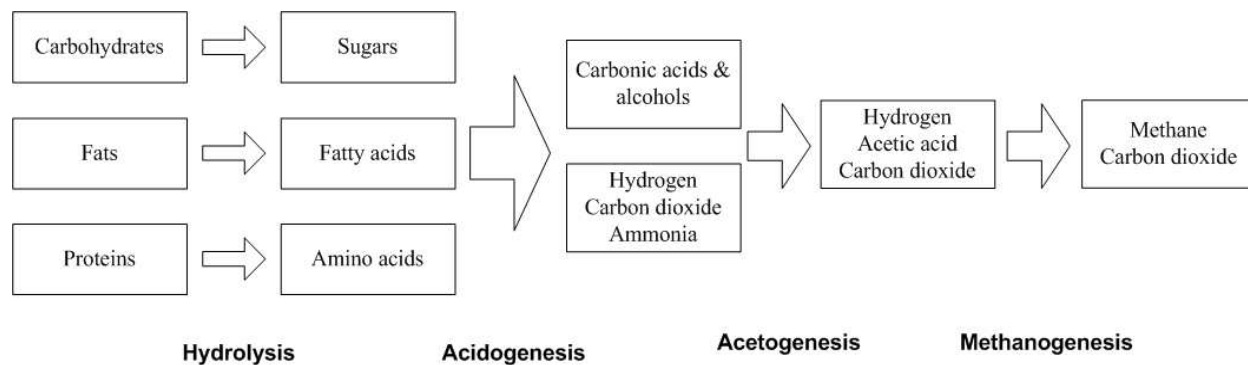 Carbohydrates
Sugars
Fats
Fatty acids
Proteins
Amino acids
Carbonic acids &
alcohols
Hydrogen
Carbon dioxide
Ammonia
Hydrogen
Acetic acid
Carbon dioxide
Methane
Carbon dioxide
Hydrolysis
Acidogenesis
Acetogenesis
Methanogenesis